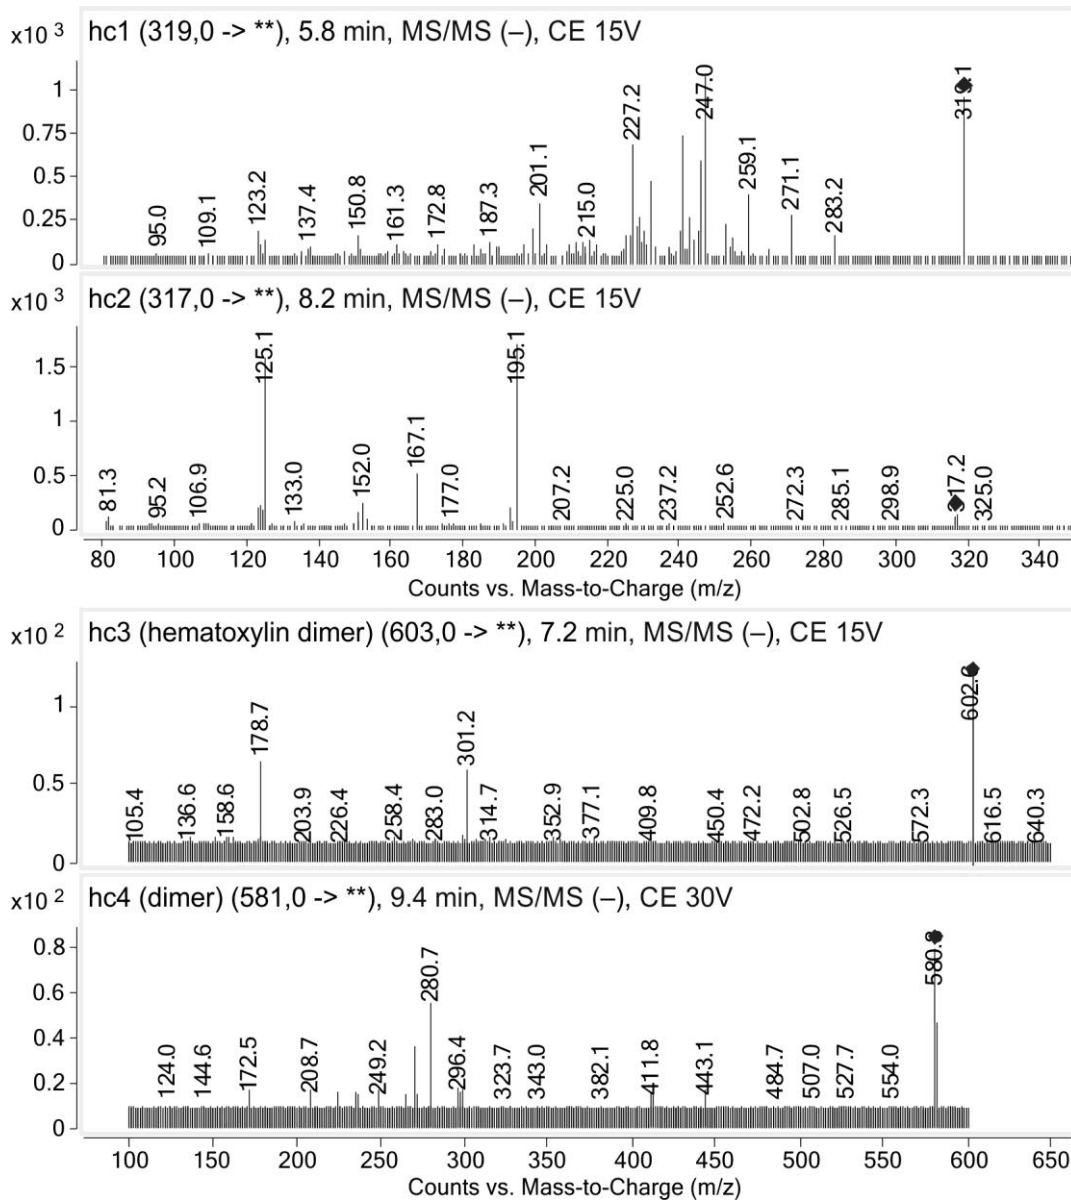 x10 3 hc1 (319,0 -> **), 5.8 min, MS/MS (–), CE 15V
1
0.75
0.5
0.25
0
95.0 109.1 123.2 137.4 150.8 161.3 172.8 187.3 201.1 215.0 227.2 247.0 259.1 271.1 283.2
x10 3 hc2 (317,0 -> **), 8.2 min, MS/MS (–), CE 15V
1.5
1
0.5
0
81.3 95.2 106.9 125.1 133.0 152.0 167.1 177.0 195.1 207.2 225.0 237.2 252.6 272.3 285.1 298.9 325.0
80 100 120 140 160 180 200 220 240 260 280 300 320 340
Counts vs. Mass-to-Charge (m/z)
x10 2 hc3 (hematoxylin dimer) (603,0 -> **), 7.2 min, MS/MS (–), CE 15V
1
0.5
0
105.4 136.6 158.6 178.7 203.9 226.4 258.4 283.0 301.2 314.7 352.9 377.1 409.8 450.4 472.2 502.8 526.5 572.3 616.5 640.3
x10 2 hc4 (dimer) (581,0 -> **), 9.4 min, MS/MS (–), CE 30V
0.8
0.6
0.4
0.2
0
124.0 144.6 172.5 208.7 249.2 280.7 296.4 323.7 343.0 382.1 411.8 443.1 484.7 507.0 527.7 554.0
100 150 200 250 300 350 400 450 500 550 600 650
Counts vs. Mass-to-Charge (m/z)